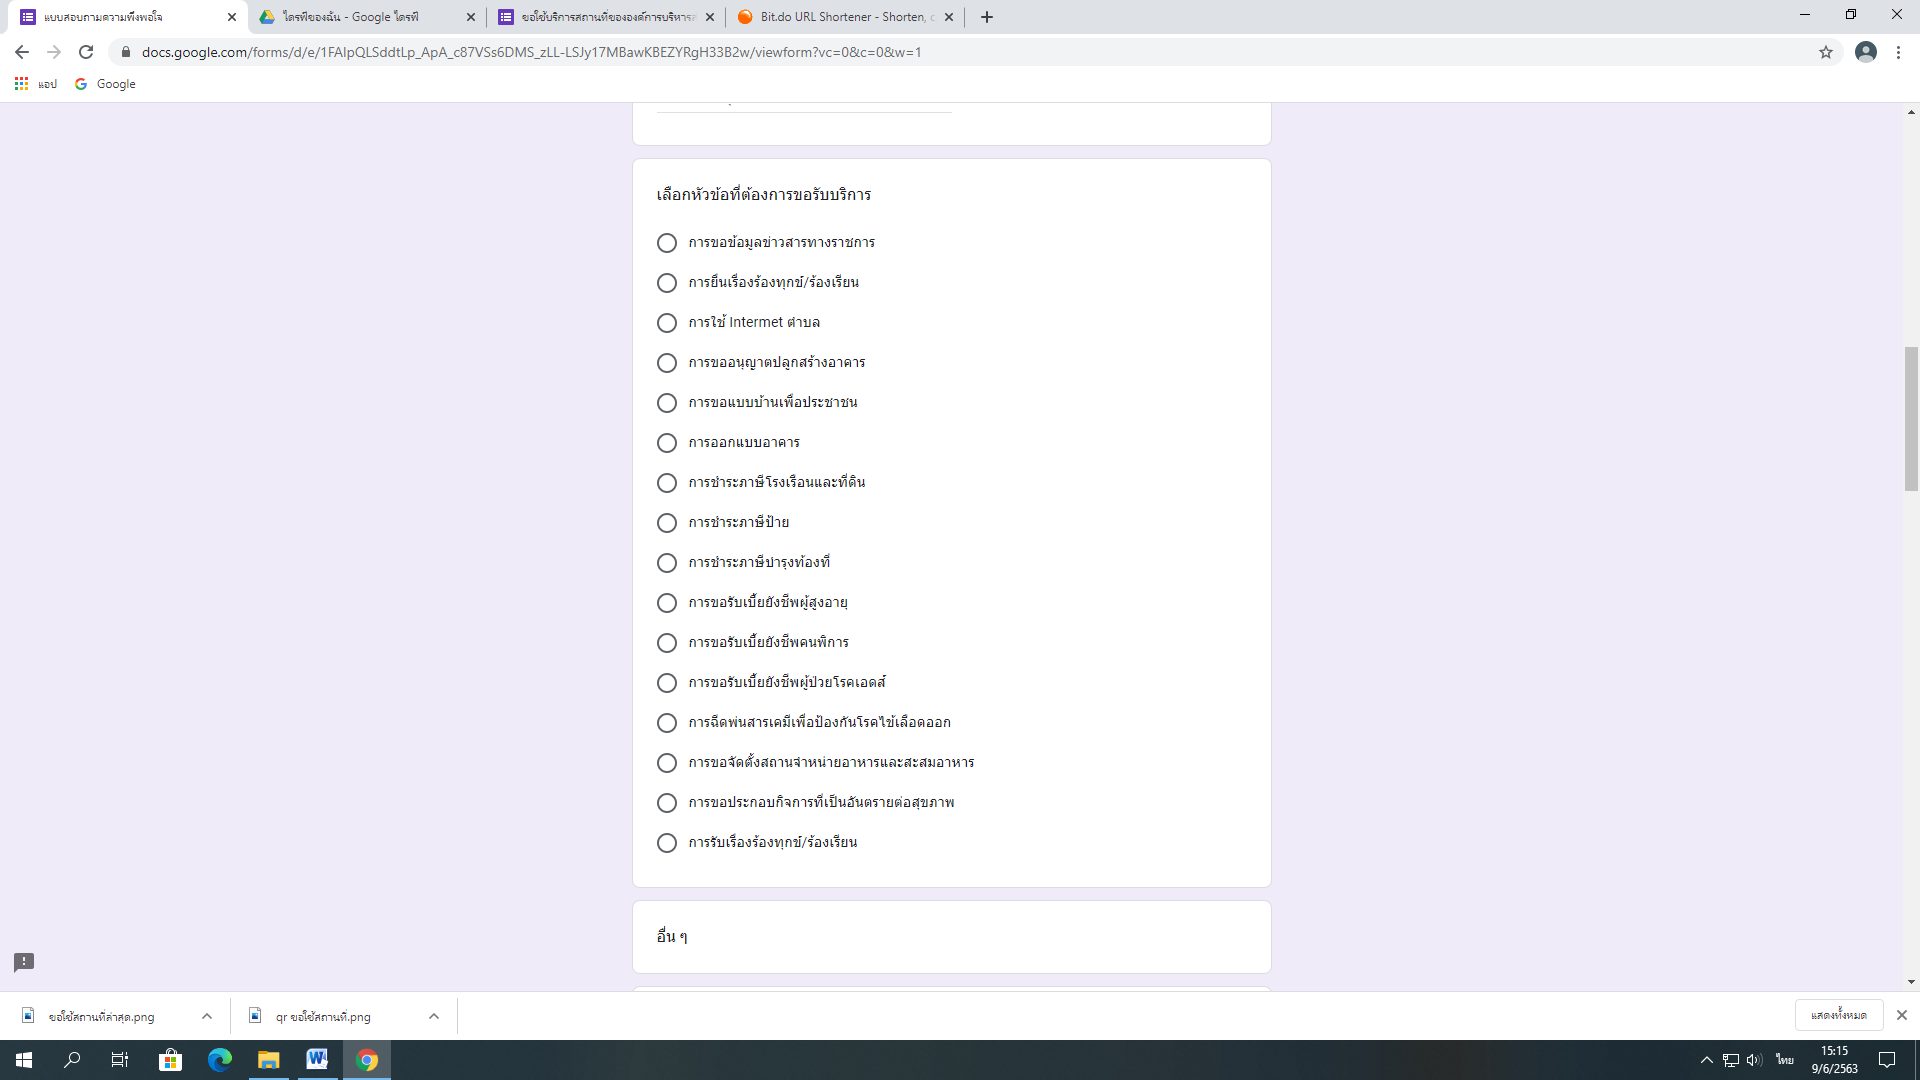 แบบสอบถามความพึงพอใจ
ไดรฟ์ของฉัน - Google ไดรฟ์
ขอใช้บริการสถานที่ขององค์การบริหารส
Bit.do URL Shortener - Shorten, c
docs.google.com/forms/d/e/1FAIpQLSddtLp_ApA_c87VSs6DMS_zLL-LSJy17MBawKBEZYRgH33B2w/viewform?vc=0&c=0&w=1
แอป
Google
เลือกหัวข้อที่ต้องการขอรับบริการ
การขอข้อมูลข่าวสารทางราชการ
การยื่นเรื่องร้องทุกข์/ร้องเรียน
การใช้ Intermet ตำบล
การขออนุญาตปลูกสร้างอาคาร
การขอแบบบ้านเพื่อประชาชน
การออกแบบอาคาร
การชำระภาษีโรงเรือนและที่ดิน
การชำระภาษีป้าย
การชำระภาษีบำรุงท้องที่
การขอรับเบี้ยยังชีพผู้สูงอายุ
การขอรับเบี้ยยังชีพคนพิการ
การขอรับเบี้ยยังชีพผู้ป่วยโรคเอดส์
การฉีดพ่นสารเคมีเพื่อป้องกันโรคไข้เลือดออก
การขอจัดตั้งสถานจำหน่ายอาหารและสะสมอาหาร
การขอประกอบกิจการที่เป็นอันตรายต่อสุขภาพ
การรับเรื่องร้องทุกข์/ร้องเรียน
อื่น ๆ
ขอใช้สถานที่ล่าสุด.png
qr ขอใช้สถานที่.png
แสดงทั้งหมด
ไทย
15:15
9/6/2563